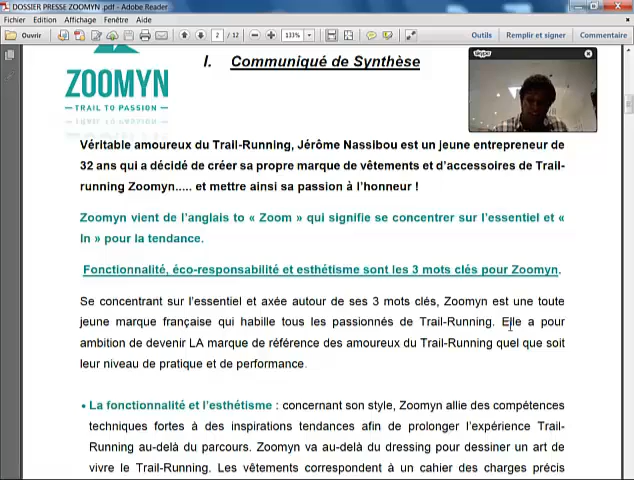 DOSSIER PRESSE ZOOMYN .pdf - Adobe Reader
Fichier Edition Affichage Fenêtre Aide
Ouvrir 2 / 12 133% Outils Remplir et signer Commentaire
skype
I. Communiqué de Synthèse
ZOOMYN
TRAIL TO PASSION
Véritable amoureux du Trail-Running, Jérôme Nassibou est un jeune entrepreneur de
32 ans qui a décidé de créer sa propre marque de vêtements et d'accessoires de Trail-
running Zoomyn..... et mettre ainsi sa passion à l'honneur !
Zoomyn vient de l'anglais to « Zoom » qui signifie se concentrer sur l'essentiel et «
In » pour la tendance.
Fonctionnalité, éco-responsabilité et esthétisme sont les 3 mots clés pour Zoomyn.
Se concentrant sur l'essentiel et axée autour de ses 3 mots clés, Zoomyn est une toute
jeune marque française qui habille tous les passionnés de Trail-Running. Elle a pour
ambition de devenir LA marque de référence des amoureux du Trail-Running quel que soit
leur niveau de pratique et de performance.
• La fonctionnalité et l'esthétisme : concernant son style, Zoomyn allie des compétences
techniques fortes à des inspirations tendances afin de prolonger l'expérience Trail-
Running au-delà du parcours. Zoomyn va au-delà du dressing pour dessiner un art de
vivre le Trail-Running. Les vêtements correspondent à un cahier des charges précis